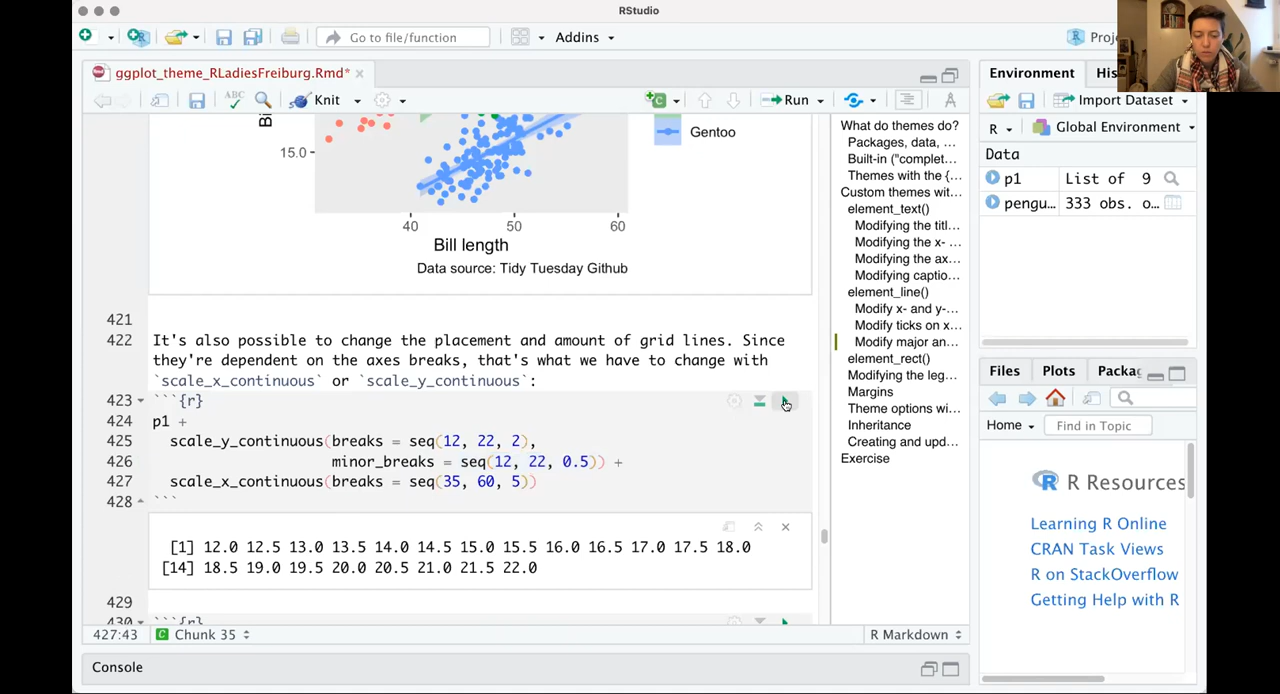 RStudio
Go to file/function
Addins
Proj
ggplot_theme_RLadiesFreiburg.Rmd*
ABC
Knit
Run
15.0
Gentoo
40 50 60
Bill length
Data source: Tidy Tuesday Github
421
422 It's also possible to change the placement and amount of grid lines. Since
they're dependent on the axes breaks, that's what we have to change with
`scale_x_continuous` or `scale_y_continuous`:
423 ```{r}
424 p1 +
425 scale_y_continuous(breaks = seq(12, 22, 2),
426 minor_breaks = seq(12, 22, 0.5)) +
427 scale_x_continuous(breaks = seq(35, 60, 5))
428 ```
[1] 12.0 12.5 13.0 13.5 14.0 14.5 15.0 15.5 16.0 16.5 17.0 17.5 18.0
[14] 18.5 19.0 19.5 20.0 20.5 21.0 21.5 22.0
429
430 ```{r}
427:43 Chunk 35 R Markdown
Console
What do themes do?
Packages, data, ...
Built-in ("complet...
Themes with the {...
Custom themes wit...
element_text()
Modifying the titl...
Modifying the x- ...
Modifying the ax...
Modifying captio...
element_line()
Modify x- and y-...
Modify ticks on x...
Modify major an...
element_rect()
Modifying the leg...
Margins
Theme options wi...
Inheritance
Creating and upd...
Exercise
Environment His
Import Dataset
R Global Environment
Data
p1 List of 9
pengu... 333 obs. o...
Files Plots Packag
Home Find in Topic
R Resources
Learning R Online
CRAN Task Views
R on StackOverflow
Getting Help with R